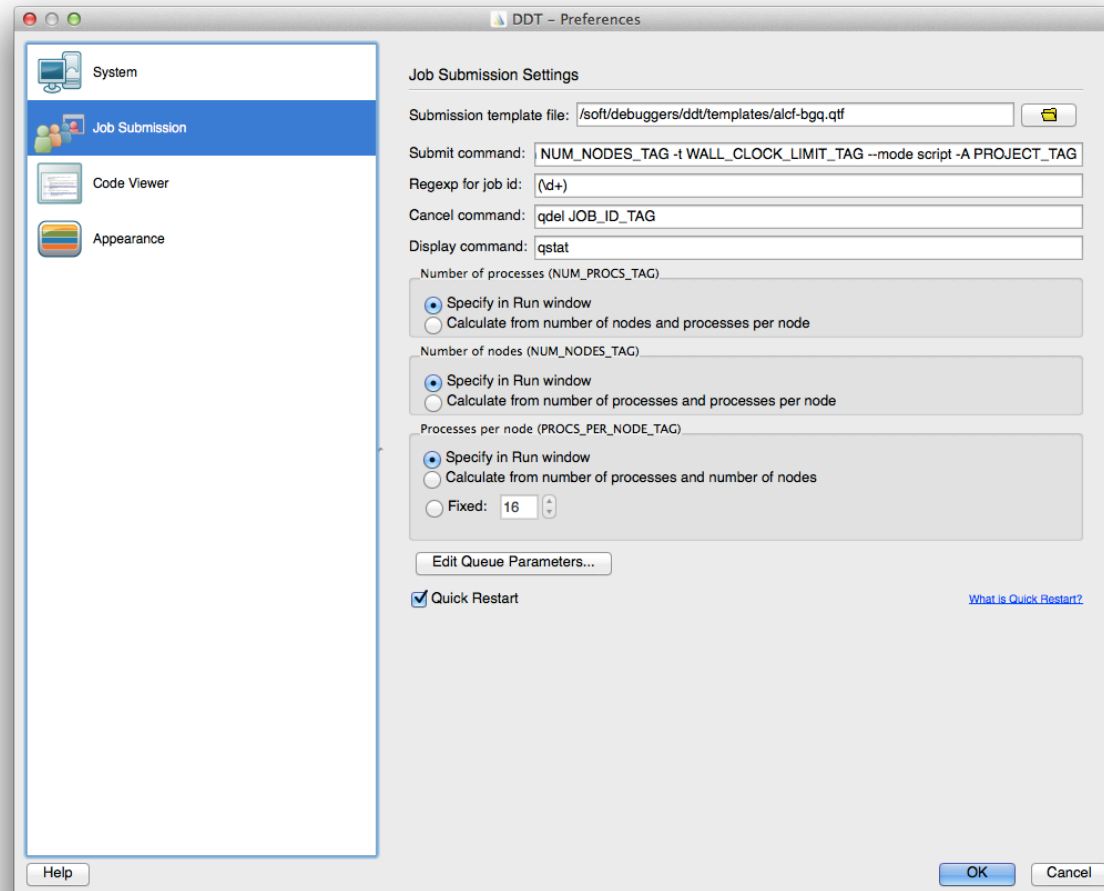 DDT – Preferences
System
Job Submission
Code Viewer
Appearance
Job Submission Settings
Submission template file: /soft/debuggers/ddt/templates/alcf-bgq.qtf
Submit command: NUM_NODES_TAG -t WALL_CLOCK_LIMIT_TAG --mode script -A PROJECT_TAG
Regexp for job id: (\d+)
Cancel command: qdel JOB_ID_TAG
Display command: qstat
Number of processes (NUM_PROCS_TAG)
Specify in Run window
Calculate from number of nodes and processes per node
Number of nodes (NUM_NODES_TAG)
Specify in Run window
Calculate from number of processes and processes per node
Processes per node (PROCS_PER_NODE_TAG)
Specify in Run window
Calculate from number of processes and number of nodes
Fixed: 16
Edit Queue Parameters...
Quick Restart What is Quick Restart?
Help OK Cancel